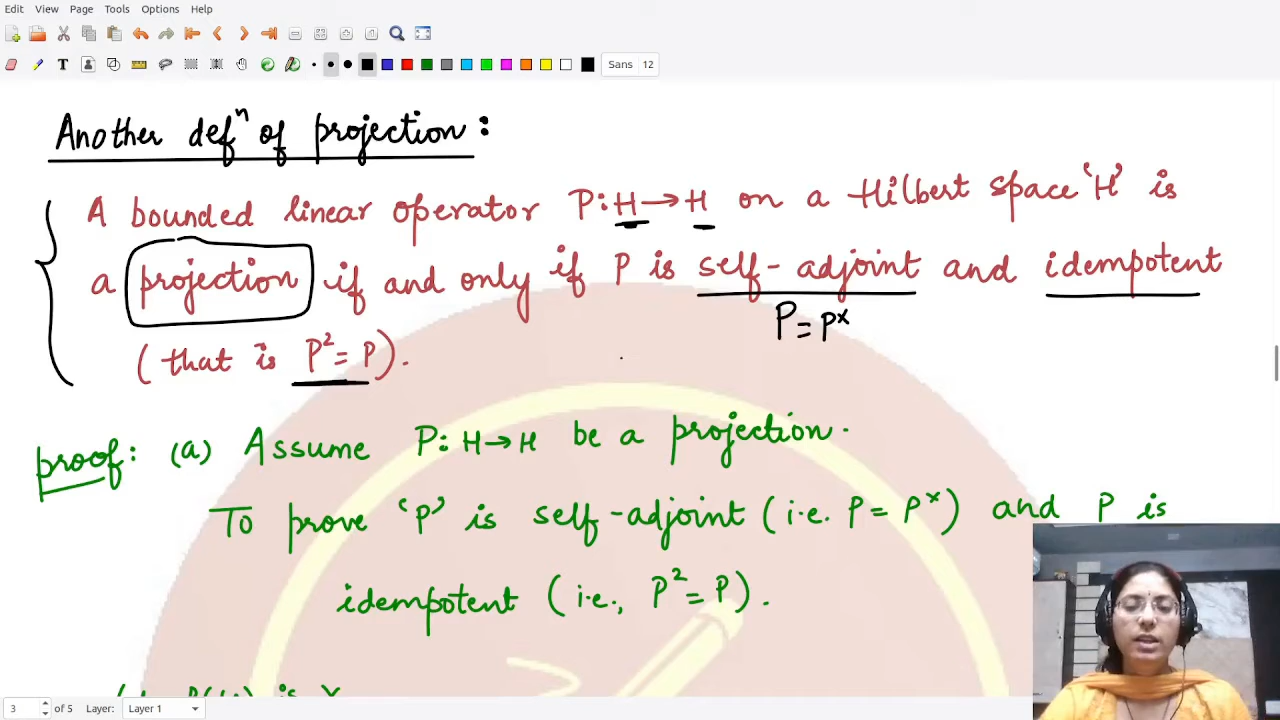 Edit View Page Tools Options Help
Sans 12
Another defⁿ of projection:
A bounded linear operator P:H→H on a Hilbert space 'H' is
a projection if and only if P is self-adjoint and idempotent
P=Pˣ
(that is P²=P).
proof: (a) Assume P:H→H be a projection.
To prove 'P' is self-adjoint (i.e. P=Pˣ) and P is
idempotent (i.e., P²=P).
3 of 5 Layer: Layer 1